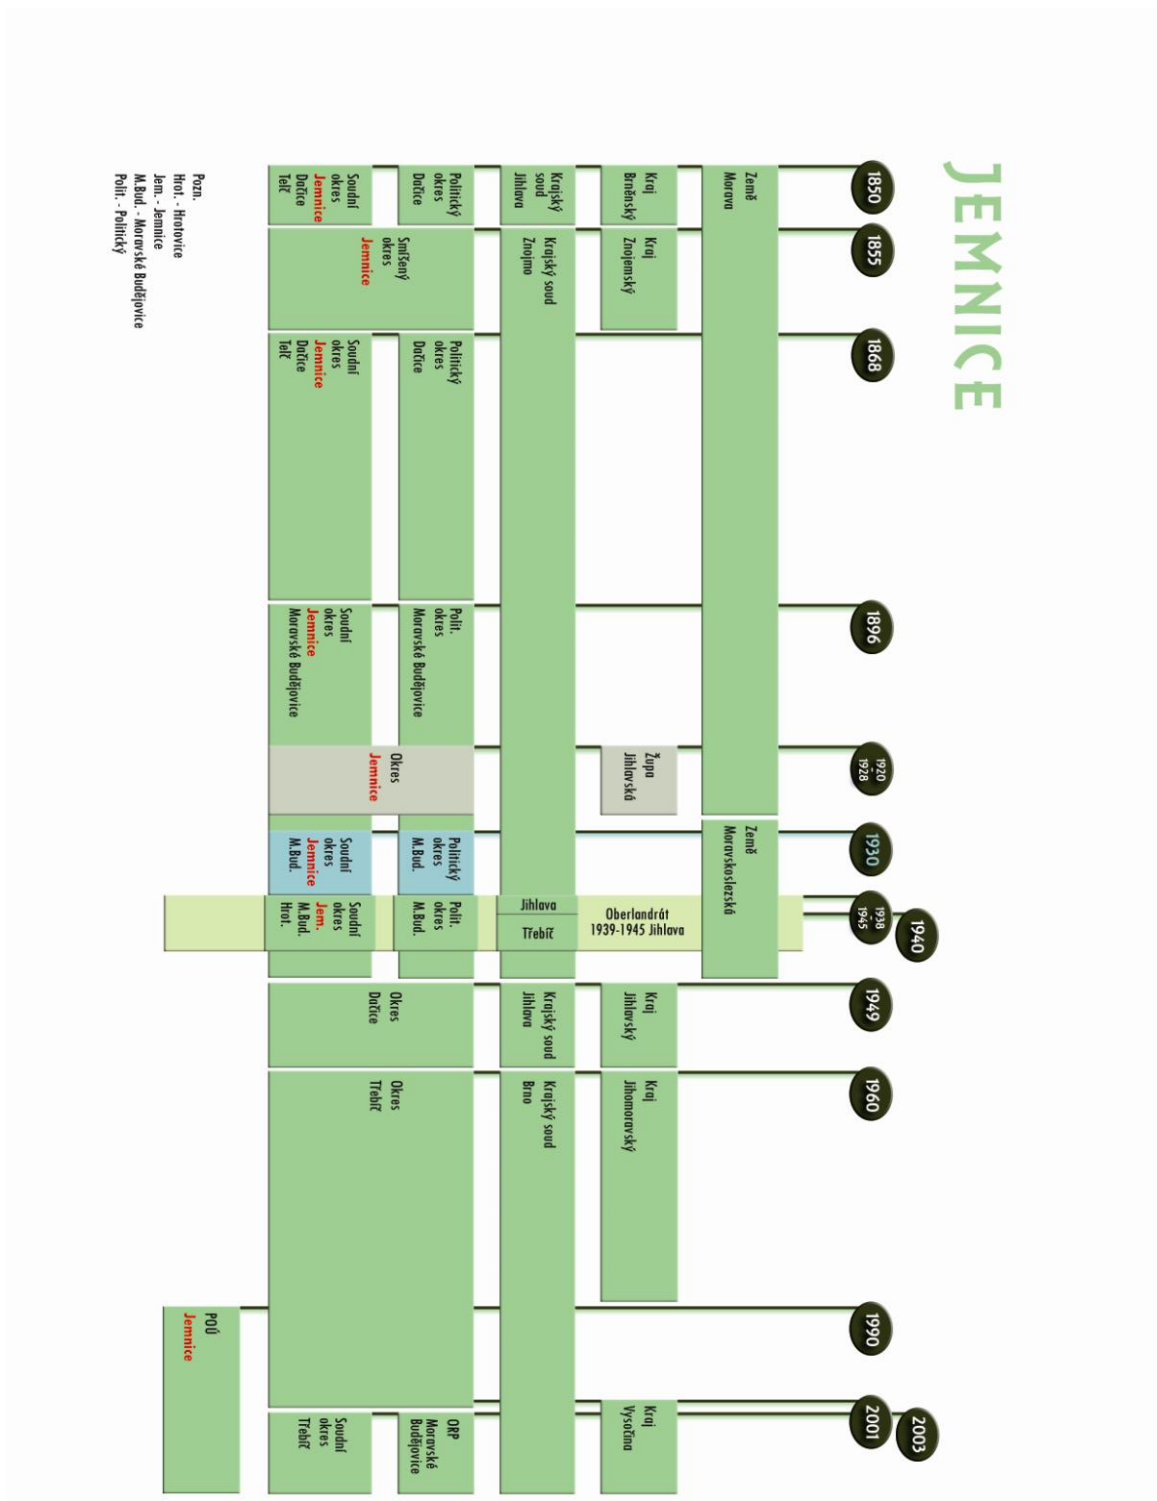 JEMNICE
1850
1855
1868
1896
1920
-
1928
1930
1938
-
1945
1940
1949
1960
1990
2001
2003
Země
Morava
Země
Moravskoslezská
Kraj
Brněnský
Kraj
Znojemský
Župa
Jihlavská
Oberlandrát
1939-1945 Jihlava
Kraj
Jihlavský
Kraj
Jihomoravský
Kraj
Vysočina
Krajský
soud
Jihlava
Krajský soud
Znojmo
Jihlava
Třebíč
Krajský soud
Jihlava
Krajský soud
Brno
Politický
okres
Dačice
Smíšený
okres
Jemnice
Politický
okres
Dačice
Polit.
okres
Moravské Budějovice
Okres
Jemnice
Politický
okres
M.Bud.
Polit.
okres
M.Bud.
Okres
Dačice
Okres
Třebíč
ORP
Moravské
Budějovice
Soudní
okres
Jemnice
Dačice
Telč
Soudní
okres
Jemnice
Dačice
Telč
Soudní
okres
Jemnice
Moravské Budějovice
Soudní
okres
Jemnice
M.Bud.
Soudní
okres
Jem.
M.Bud.
Hrot.
Soudní
okres
Třebíč
POÚ
Jemnice
Pozn.
Hrot. - Hrotovice
Jem. - Jemnice
M.Bud. - Moravské Budějovice
Polit. - Politický